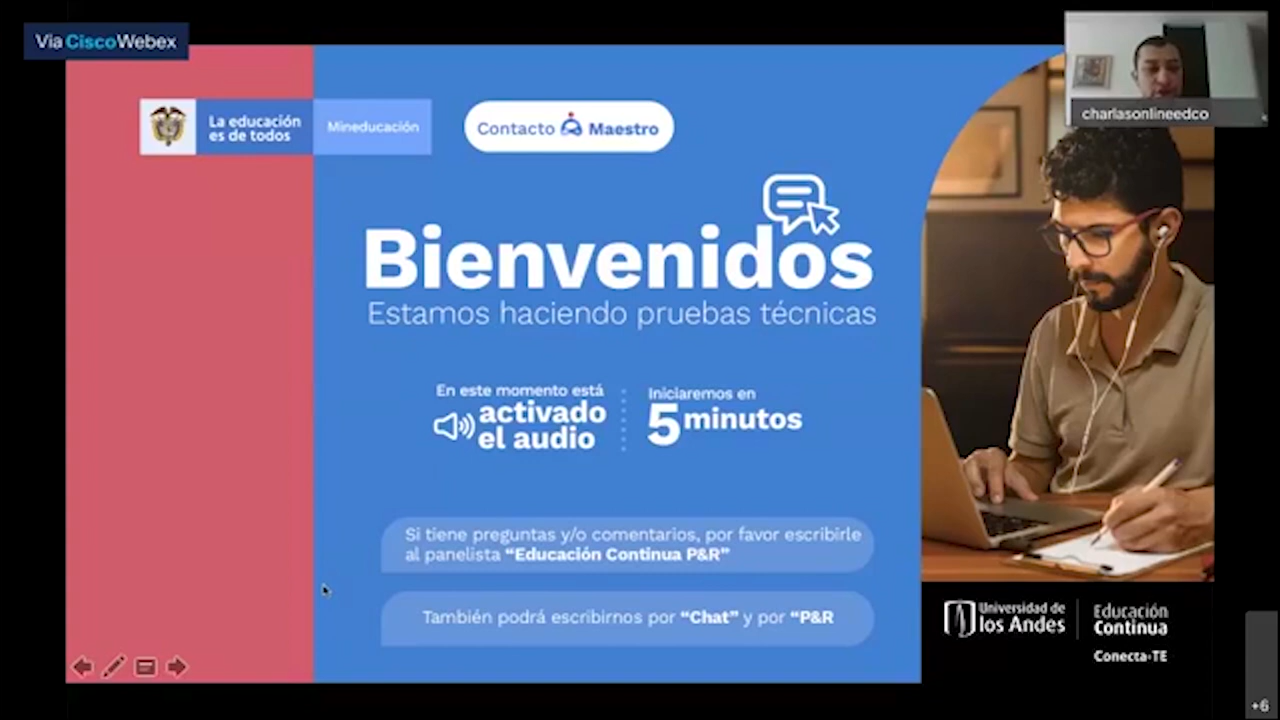 Via Cisco Webex
charlasonlineedco
La educación
es de todos
Mineducación
Contacto Maestro
Bienvenidos
Estamos haciendo pruebas técnicas
En este momento está
activado
el audio
Iniciaremos en
5 minutos
Si tiene preguntas y/o comentarios, por favor escribirle
al panelista “Educación Continua P&R”
También podrá escribirnos por “Chat” y por “P&R
Universidad de
los Andes
Educación
Continua
Conecta-TE
+6